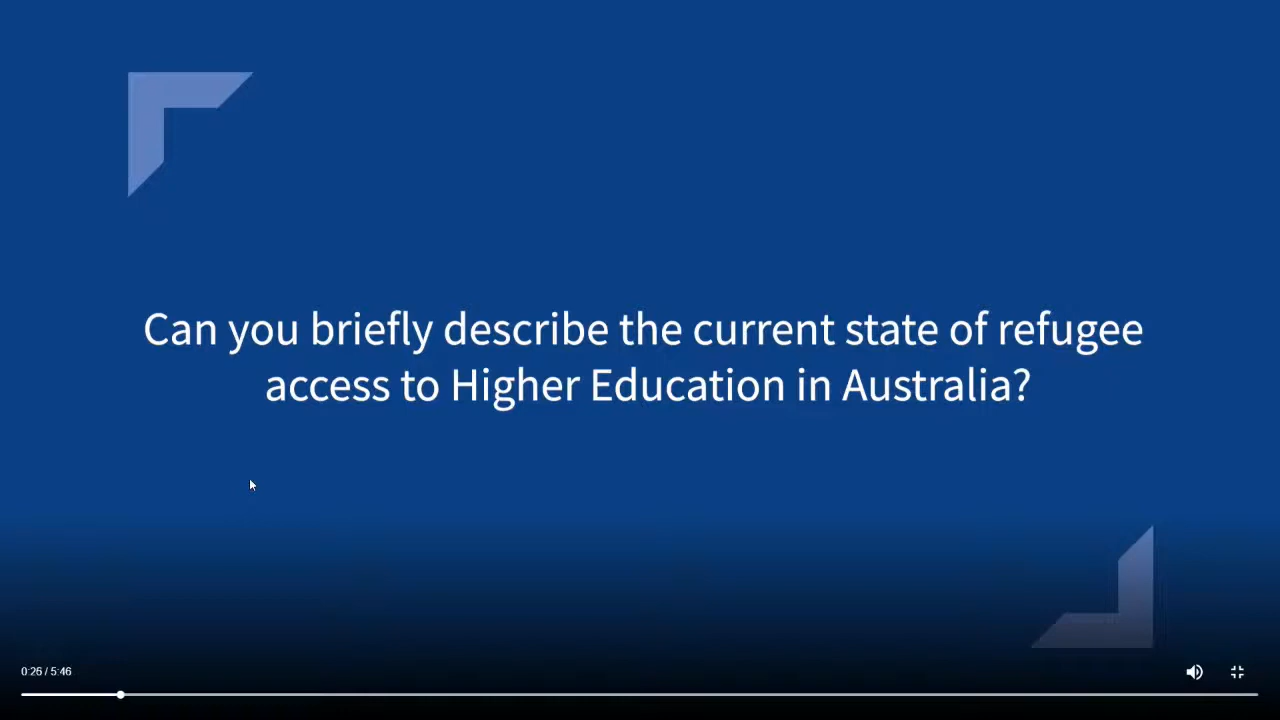 Can you briefly describe the current state of refugee
access to Higher Education in Australia?
0:26 / 5:46